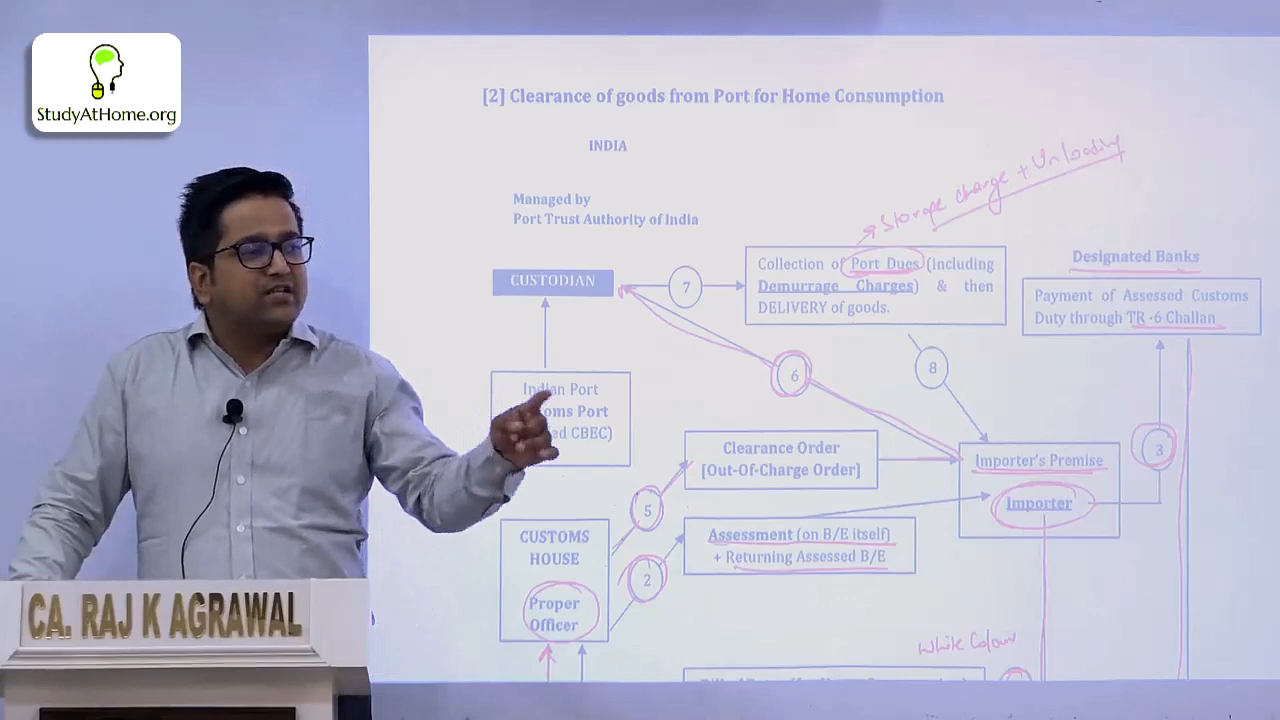 StudyAtHome.org
[2] Clearance of goods from Port for Home Consumption
INDIA
Storage Charge + Unloading
Managed by
Port Trust Authority of India
CUSTODIAN
7
Collection of Port Dues (including
Demurrage Charges) & then
DELIVERY of goods.
Designated Banks
Payment of Assessed Customs
Duty through TR -6 Challan
6
8
Indian Port
oms Port
CBEC)
Clearance Order
[Out-Of-Charge Order]
Importer's Premise
Importer
3
5
CUSTOMS
HOUSE
Proper
Officer
2
Assessment (on B/E itself)
+ Returning Assessed B/E
White Colour
CA. RAJ K AGRAWAL